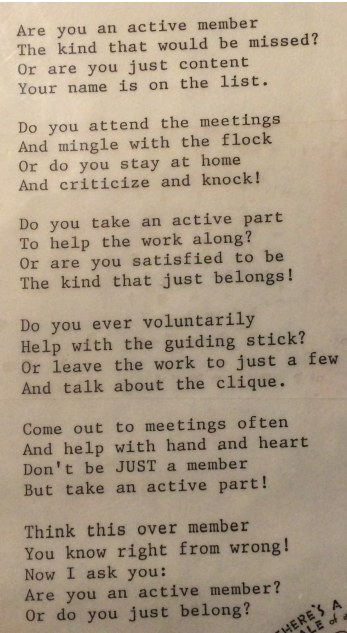 Are you an active member
The kind that would be missed?
Or are you just content
Your name is on the list.
Do you attend the meetings
And mingle with the flock
Or do you stay at home
And criticize and knock!
Do you take an active part
To help the work along?
Or are you satisfied to be
The kind that just belongs!
Do you ever voluntarily
Help with the guiding stick?
Or leave the work to just a few
And talk about the clique.
Come out to meetings often
And help with hand and heart
Don't be JUST a member
But take an active part!
Think this over member
You know right from wrong!
Now I ask you:
Are you an active member?
Or do you just belong?
THERE'S A